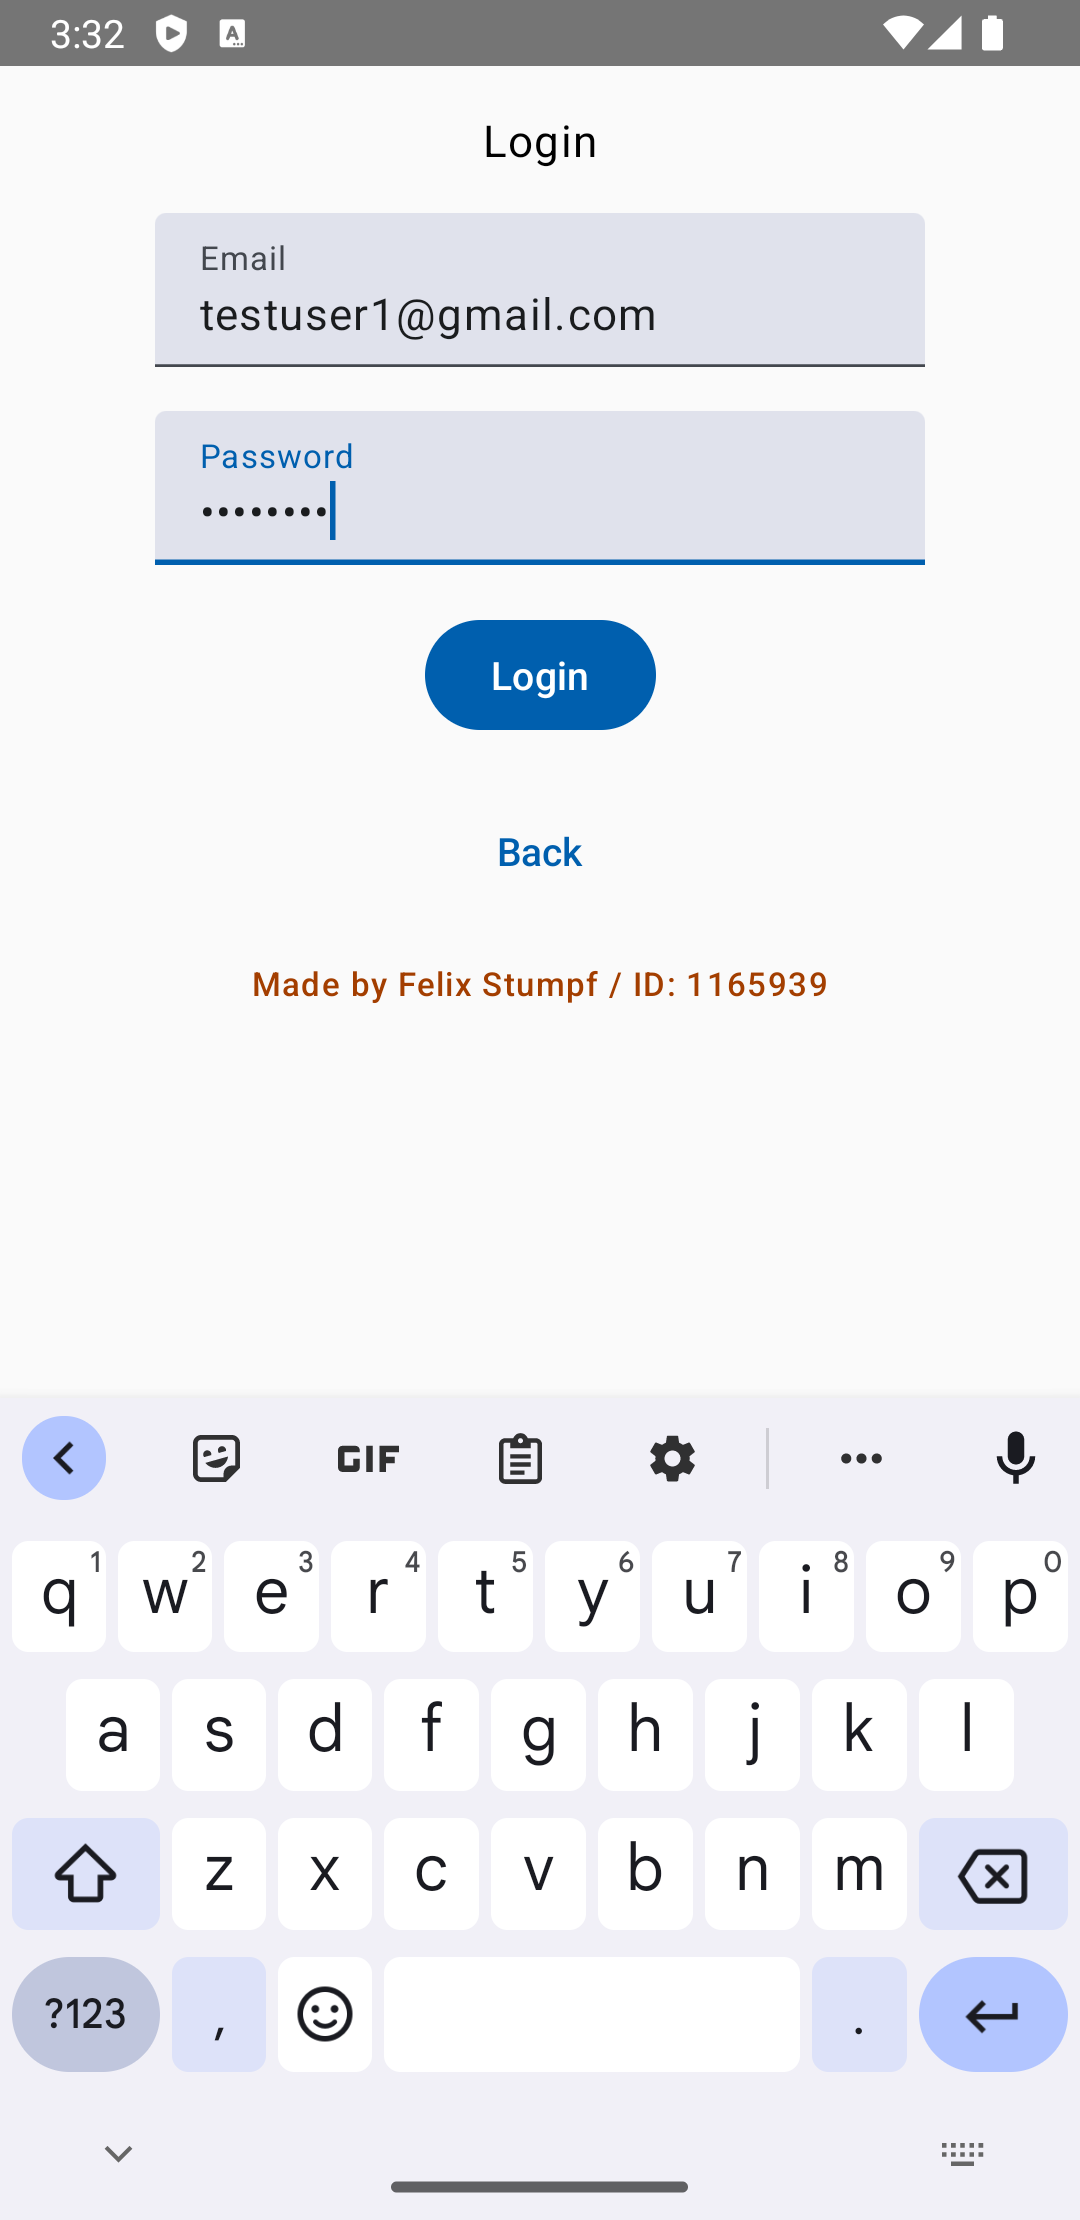 3:32
Login
Email
testuser1@gmail.com
Password
••••••••
Login
Back
Made by Felix Stumpf / ID: 1165939
GIF
q1 w2 e3 r4 t5 y6 u7 i8 o9 p0
a s d f g h j k l
z x c v b n m
?123 , .